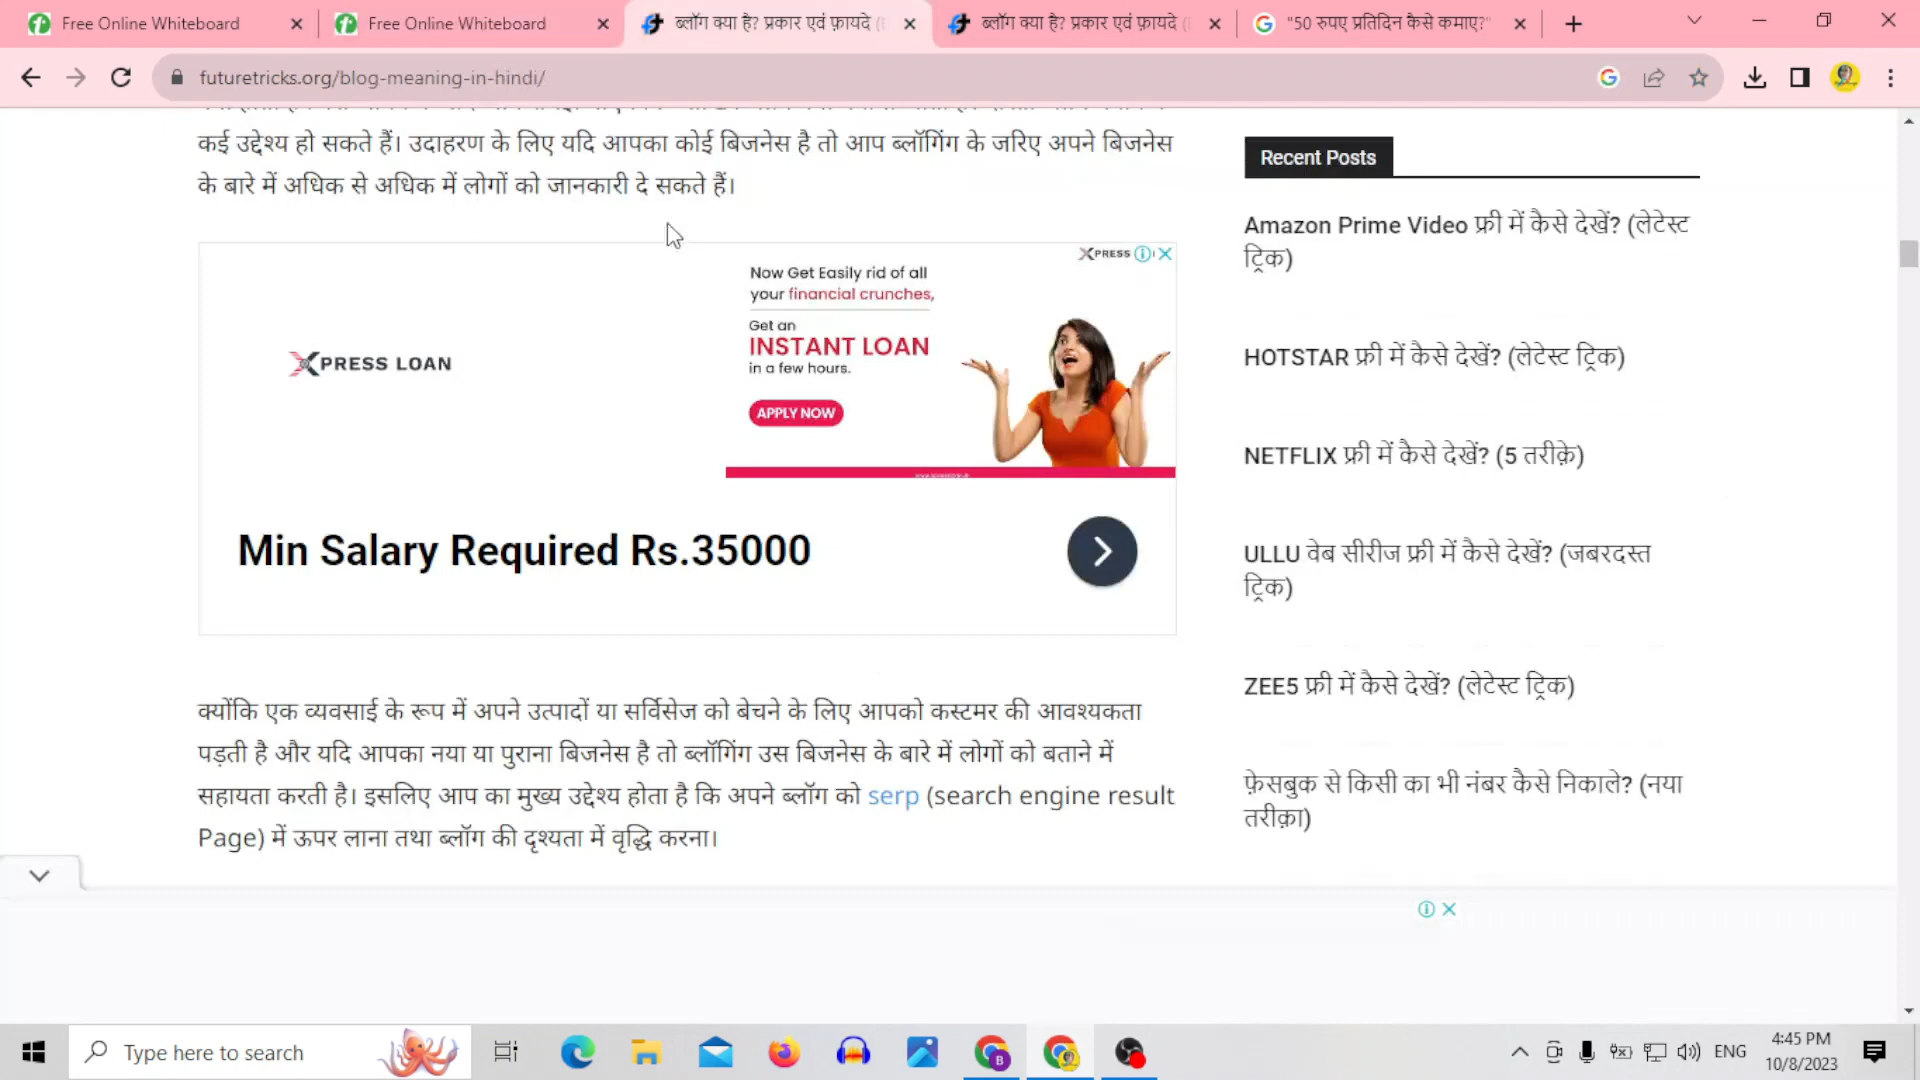 Free Online Whiteboard
Free Online Whiteboard
ब्लॉग क्या है? प्रकार एवं फ़ायदे
ब्लॉग क्या है? प्रकार एवं फ़ायदे
"50 रुपए प्रतिदिन कैसे कमाए?"
futuretricks.org/blog-meaning-in-hindi/
कई उद्देश्य हो सकते हैं। उदाहरण के लिए यदि आपका कोई बिजनेस है तो आप ब्लॉगिंग के जरिए अपने बिजनेस
के बारे में अधिक से अधिक में लोगों को जानकारी दे सकते हैं।
XPRESS
Now Get Easily rid of all
your financial crunches,
Get an
INSTANT LOAN
in a few hours.
APPLY NOW
XPRESS LOAN
Min Salary Required Rs.35000
क्योंकि एक व्यवसाई के रूप में अपने उत्पादों या सर्विसेज को बेचने के लिए आपको कस्टमर की आवश्यकता
पड़ती है और यदि आपका नया या पुराना बिजनेस है तो ब्लॉगिंग उस बिजनेस के बारे में लोगों को बताने में
सहायता करती है। इसलिए आप का मुख्य उद्देश्य होता है कि अपने ब्लॉग को serp (search engine result
Page) में ऊपर लाना तथा ब्लॉग की दृश्यता में वृद्धि करना।
Recent Posts
Amazon Prime Video फ्री में कैसे देखें? (लेटेस्ट
ट्रिक)
HOTSTAR फ्री में कैसे देखें? (लेटेस्ट ट्रिक)
NETFLIX फ्री में कैसे देखें? (5 तरीक़े)
ULLU वेब सीरीज फ्री में कैसे देखें? (जबरदस्त
ट्रिक)
ZEE5 फ्री में कैसे देखें? (लेटेस्ट ट्रिक)
फ़ेसबुक से किसी का भी नंबर कैसे निकाले? (नया
तरीक़ा)
Type here to search
ENG
4:45 PM
10/8/2023